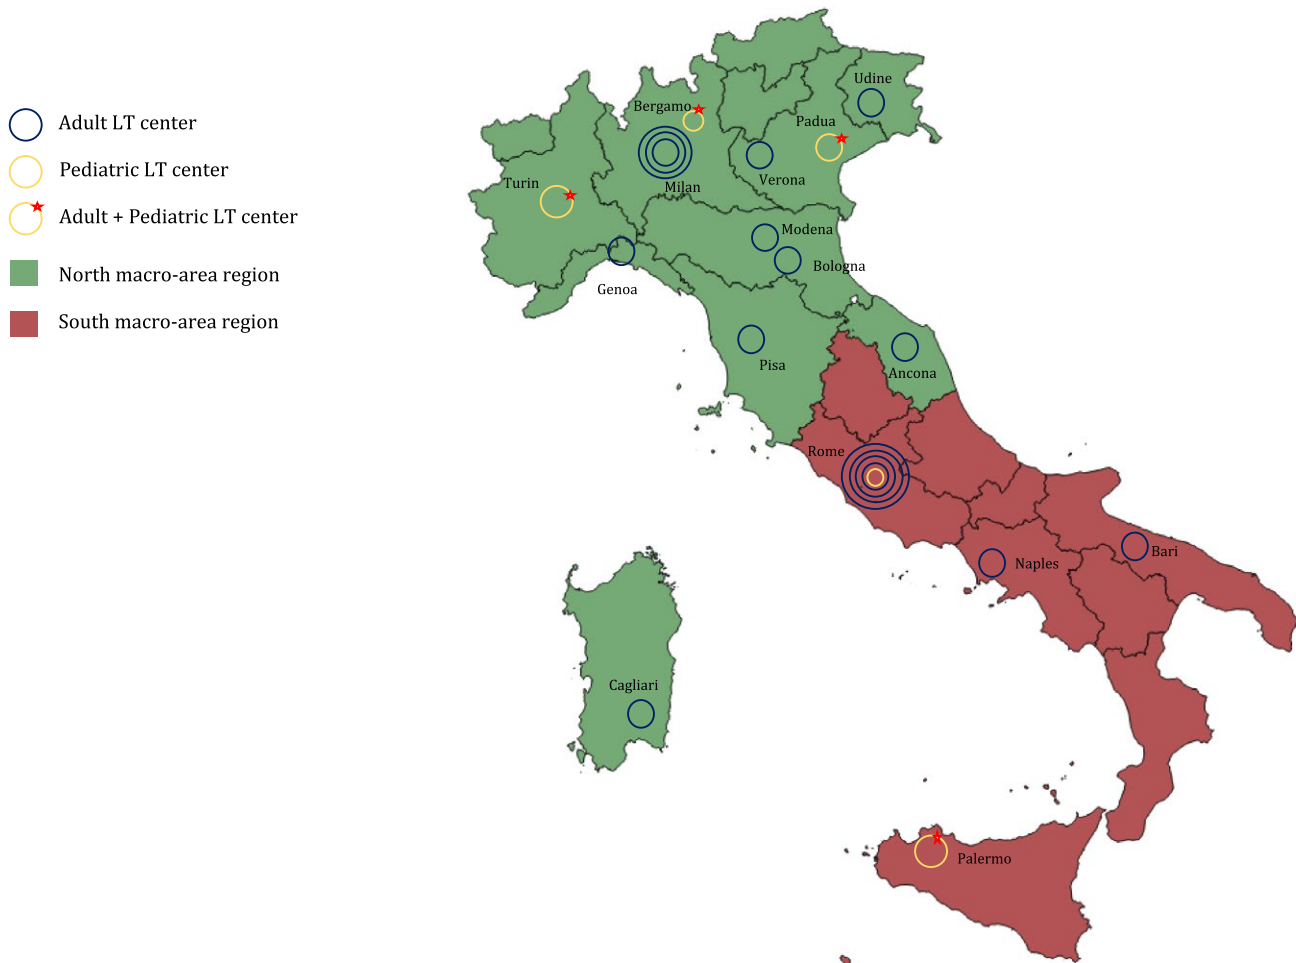 Adult LT center
Pediatric LT center
Adult + Pediatric LT center
North macro-area region
South macro-area region
Udine
Bergamo
Padua
Verona
Milan
Turin
Modena
Bologna
Genoa
Pisa
Ancona
Rome
Bari
Naples
Cagliari
Palermo